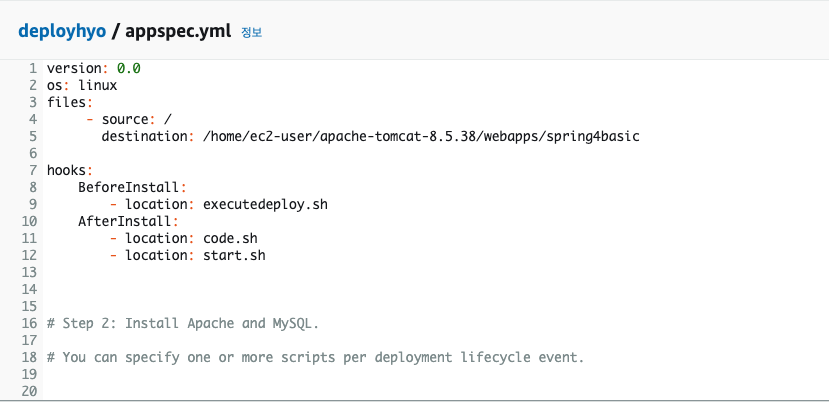 deployhyo / appspec.yml 정보
1 version: 0.0
2 os: linux
3 files:
4      - source: /
5        destination: /home/ec2-user/apache-tomcat-8.5.38/webapps/spring4basic
6
7 hooks:
8     BeforeInstall:
9         - location: executedeploy.sh
10     AfterInstall:
11         - location: code.sh
12         - location: start.sh
13
14
15
16 # Step 2: Install Apache and MySQL.
17
18 # You can specify one or more scripts per deployment lifecycle event.
19
20